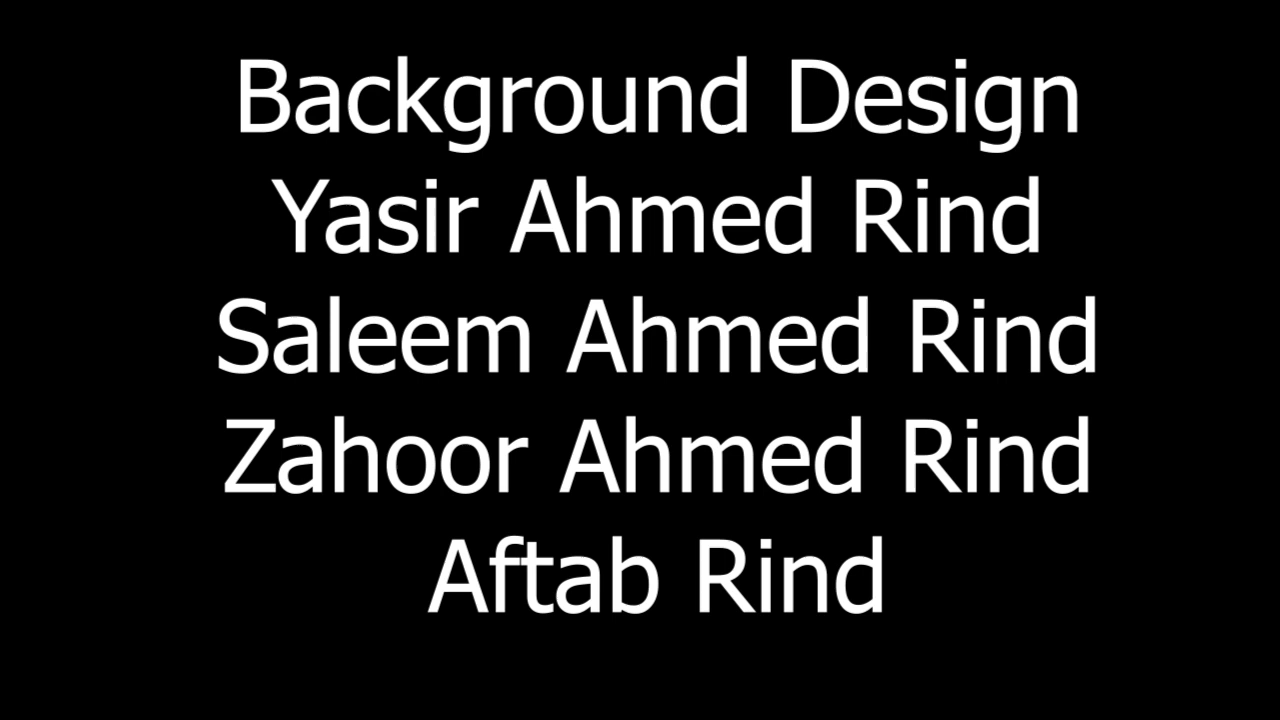 Background Design
Yasir Ahmed Rind
Saleem Ahmed Rind
Zahoor Ahmed Rind
Aftab Rind